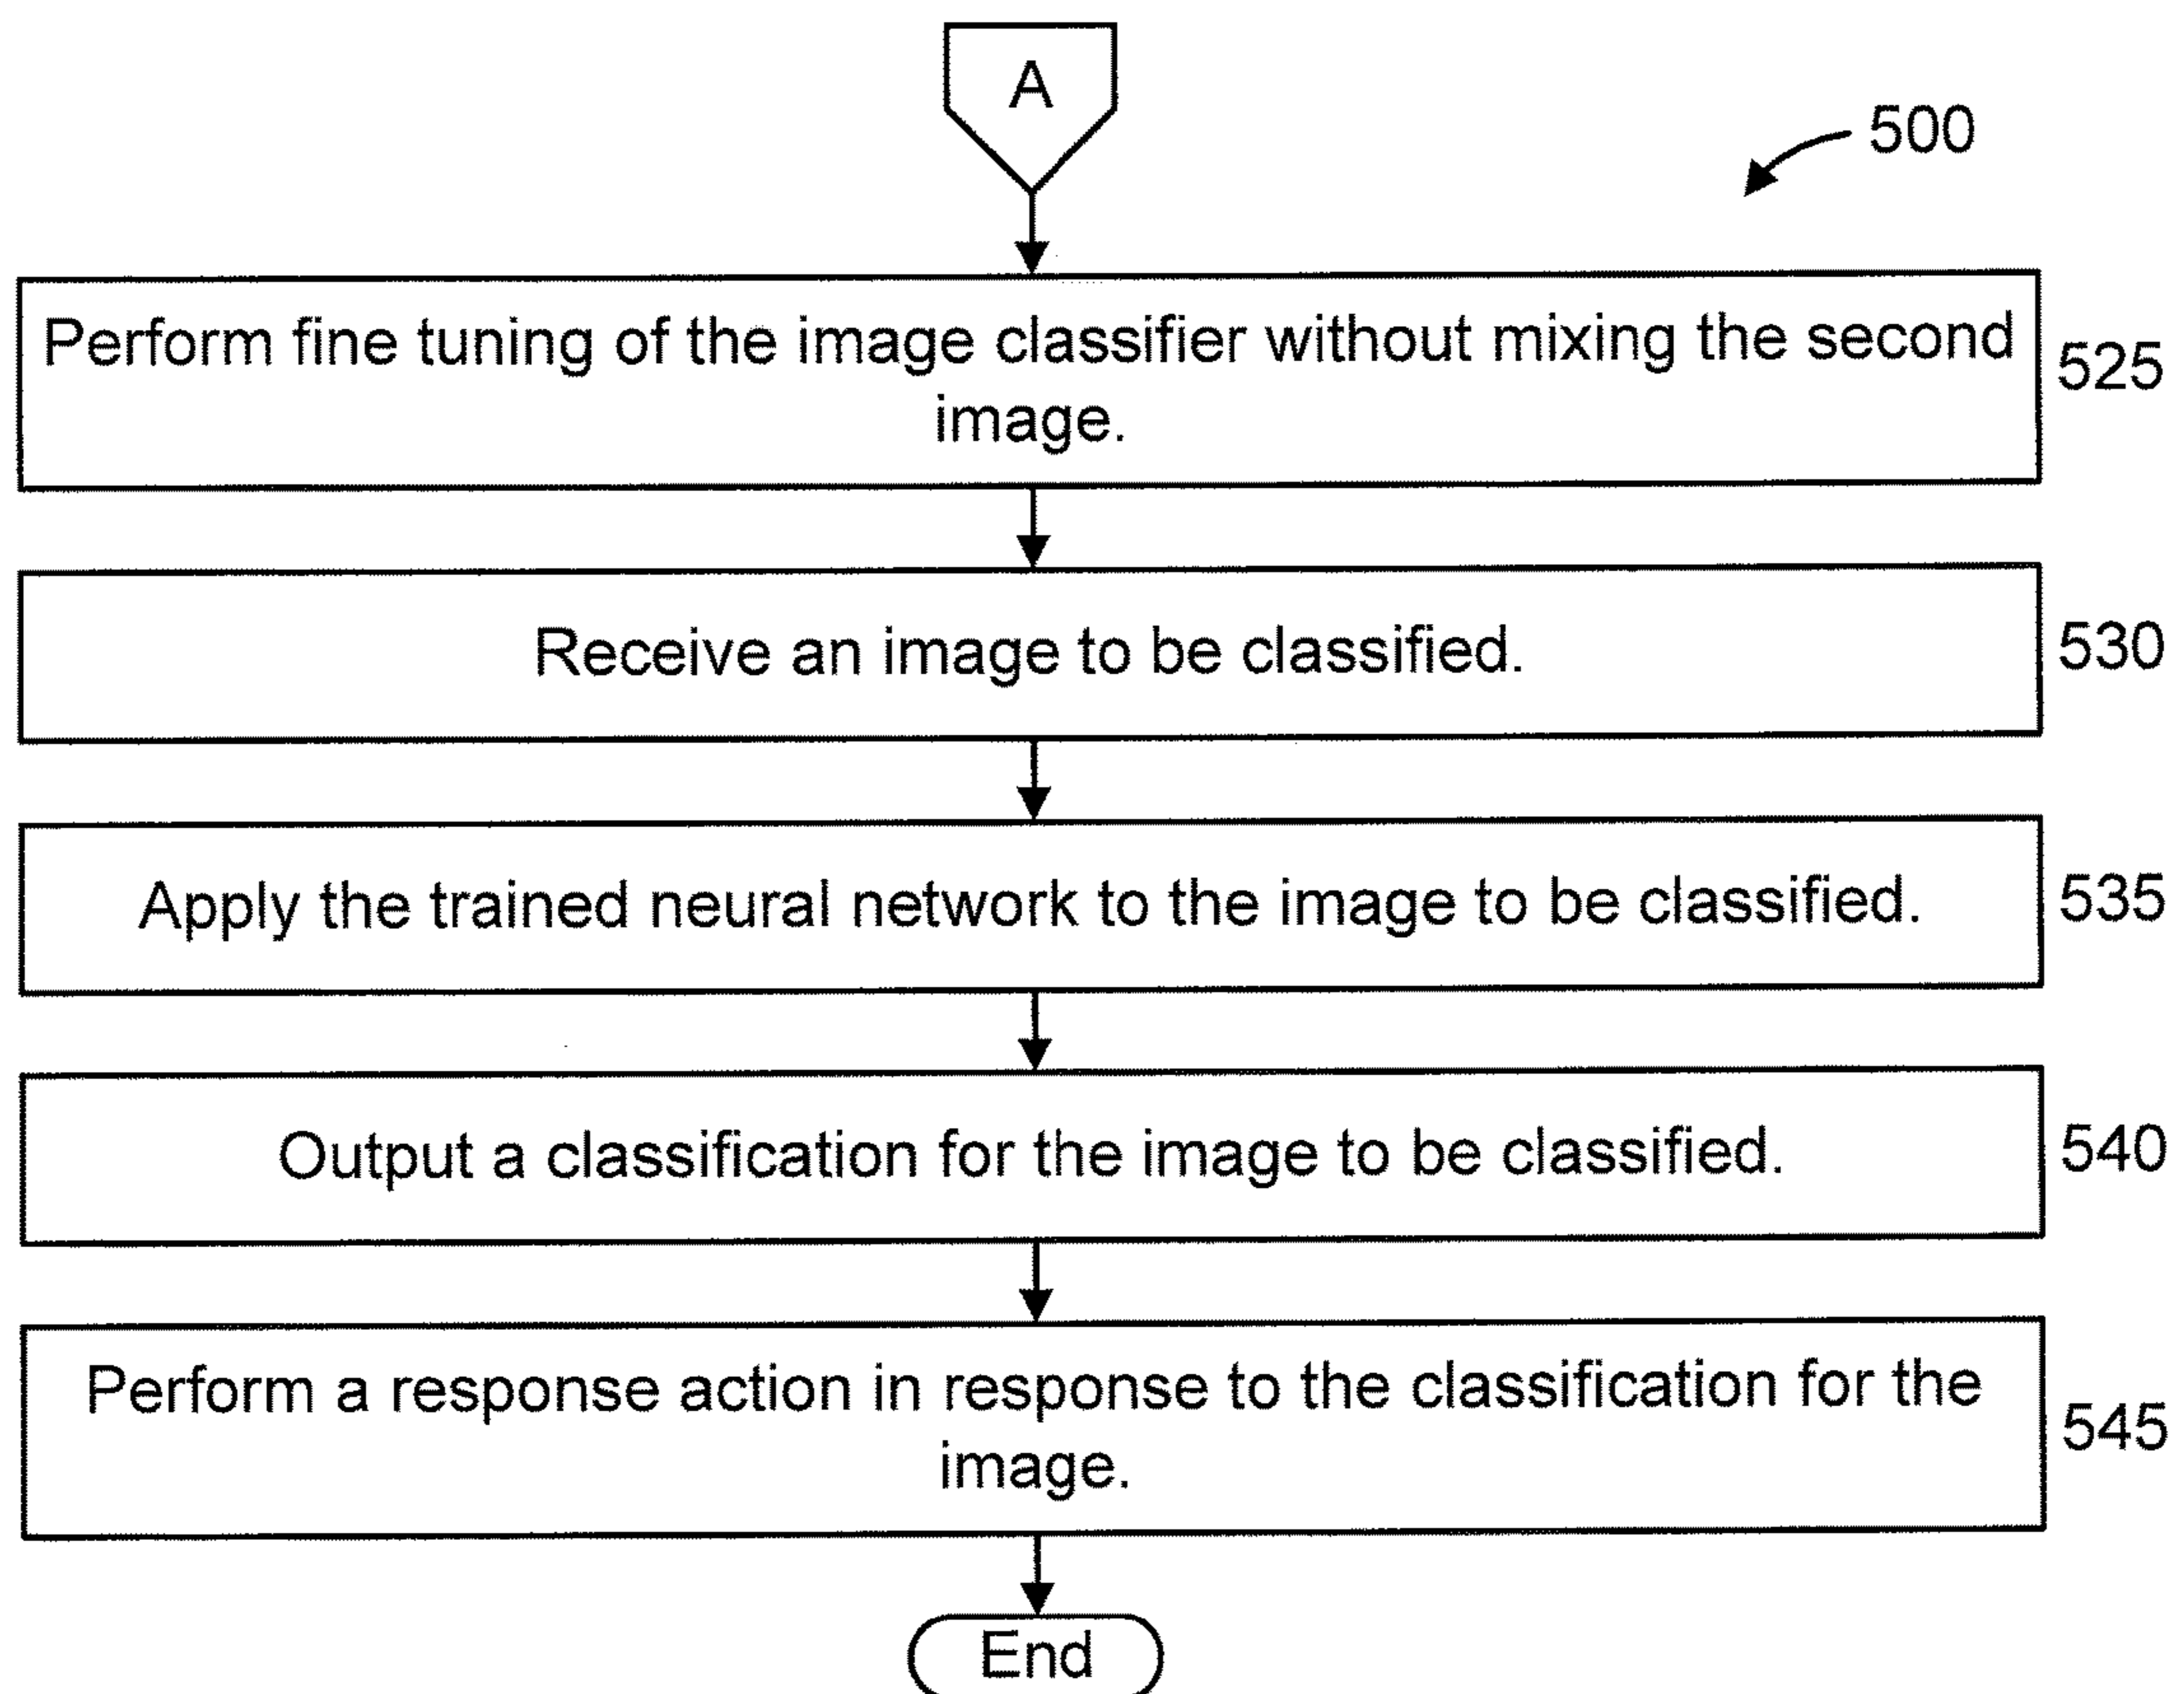 A
500
Perform fine tuning of the image classifier without mixing the second
image.
525
Receive an image to be classified.
530
Apply the trained neural network to the image to be classified.
535
Output a classification for the image to be classified.
540
Perform a response action in response to the classification for the
image.
545
End